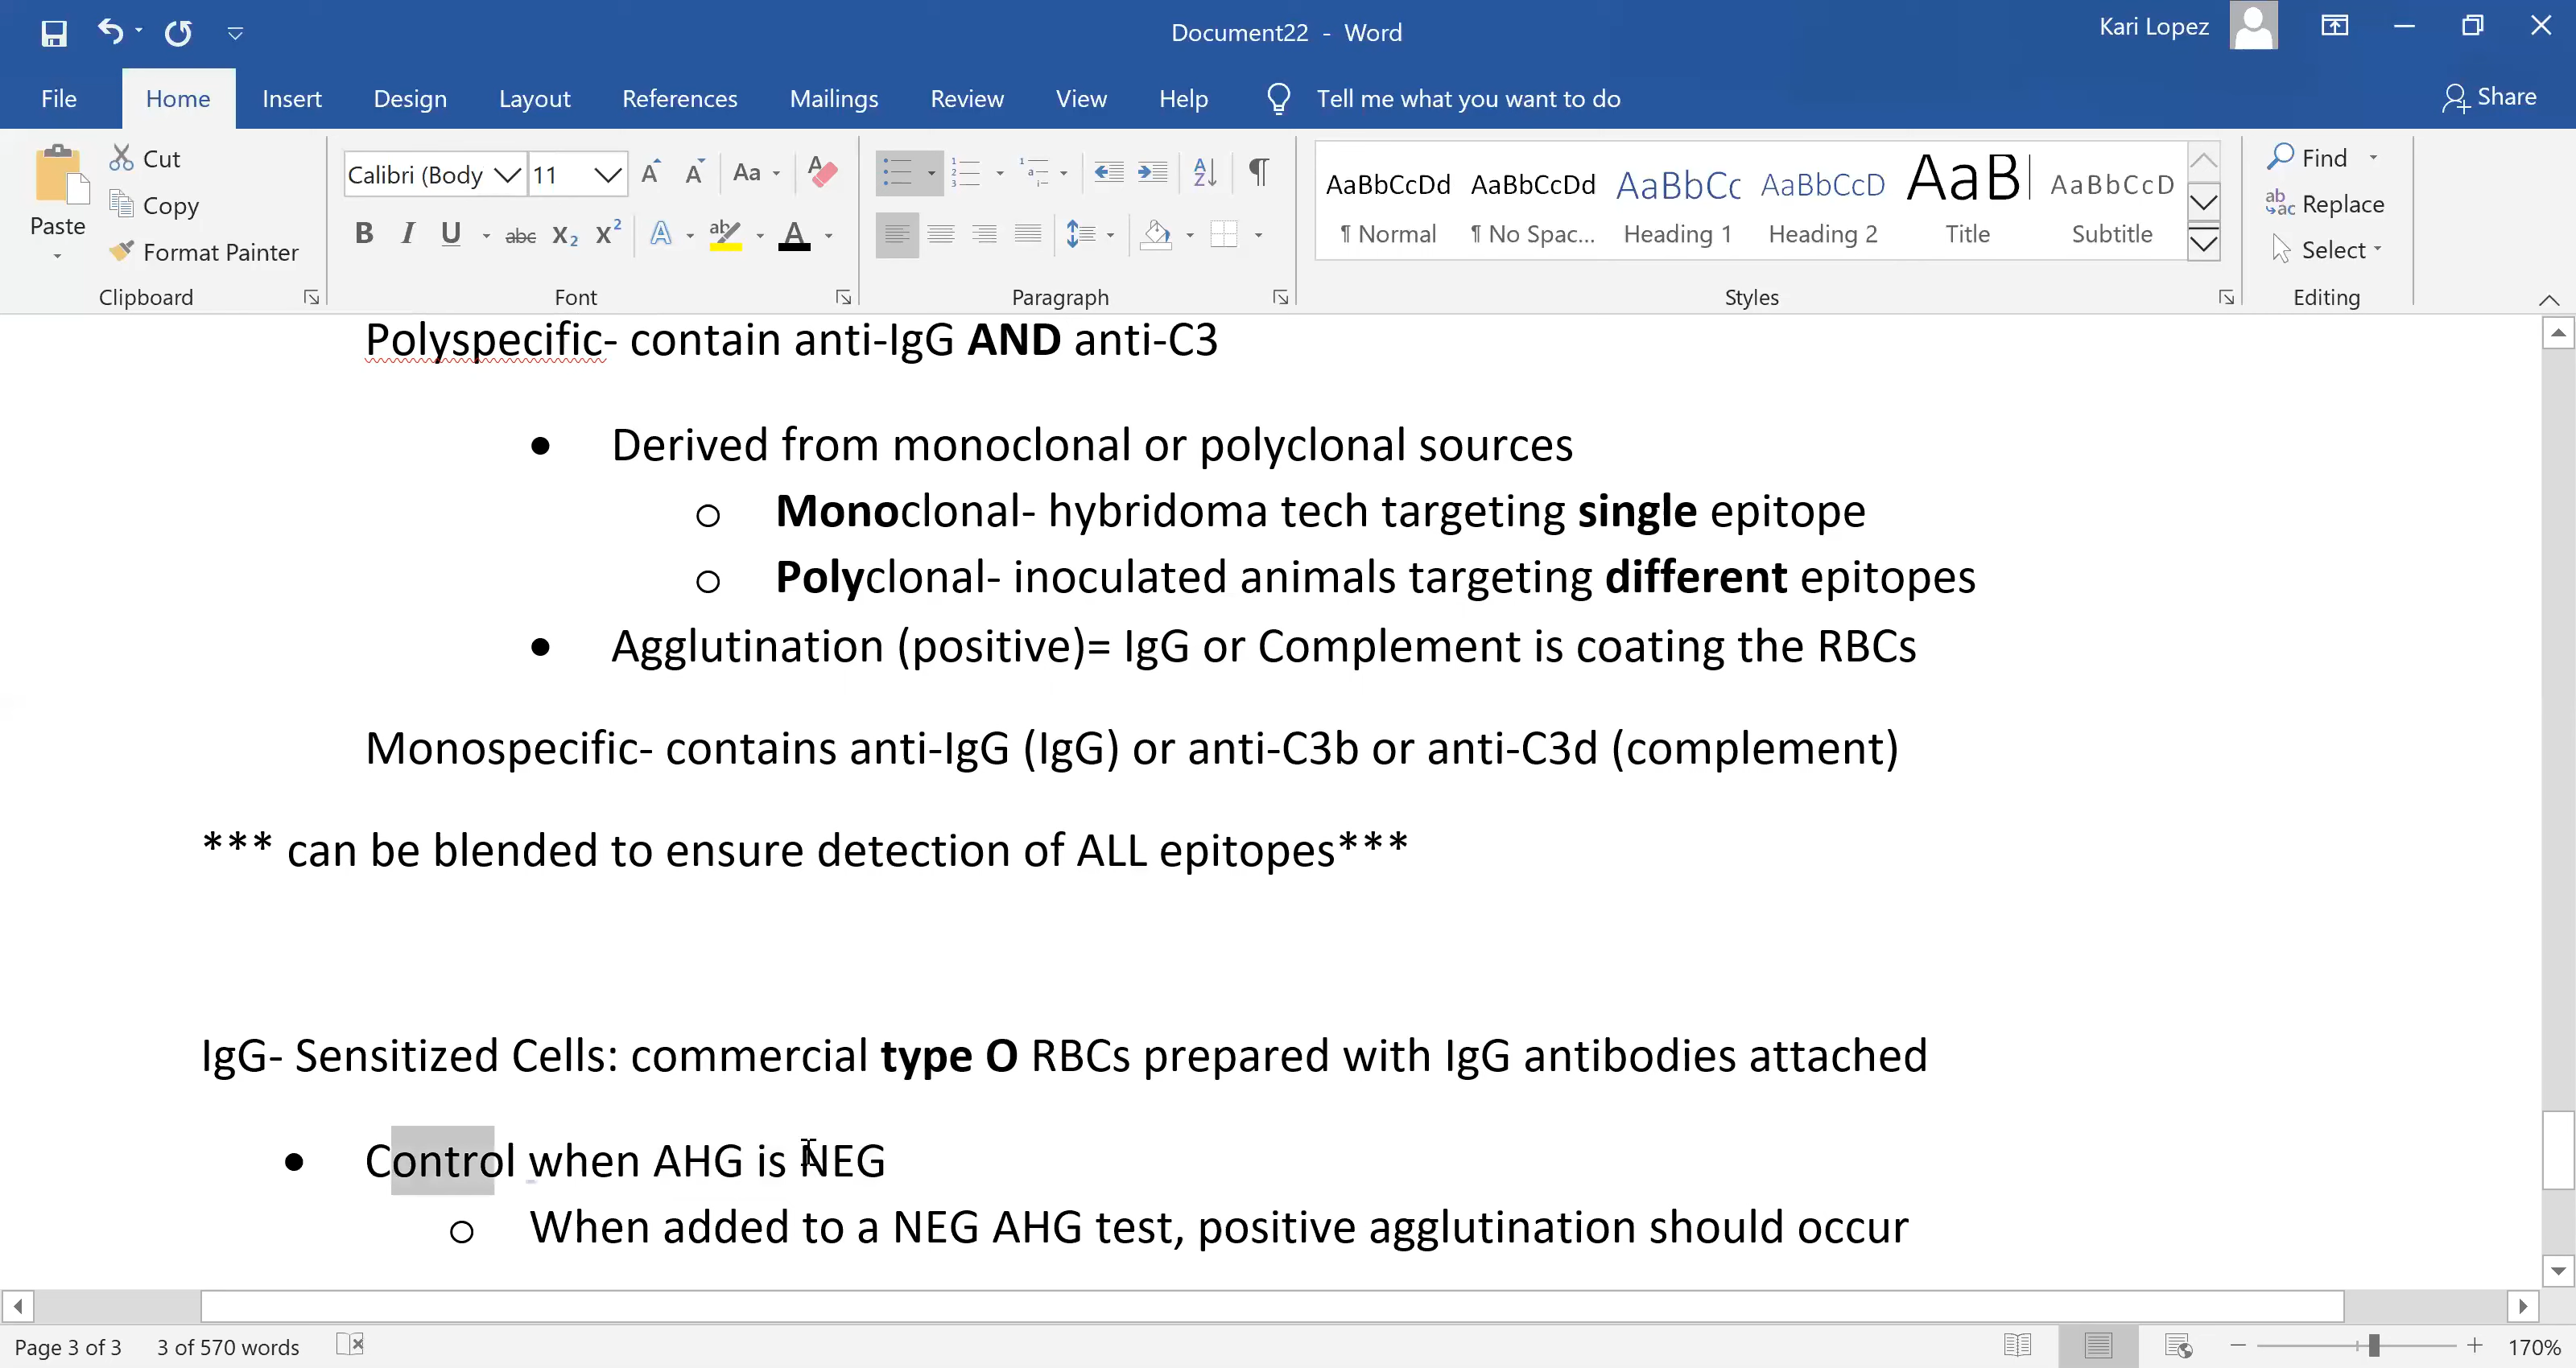 Document22 - Word
Kari Lopez
File Home Insert Design Layout References Mailings Review View Help Tell me what you want to do Share
Paste
Cut
Copy
Format Painter
Clipboard
Calibri (Body 11
Aa
B I U abc X₂ X² A ab A
Font
Paragraph
AaBbCcDd AaBbCcDd AaBbCc AaBbCcD AaB AaBbCcD
¶ Normal ¶ No Spac... Heading 1 Heading 2 Title Subtitle
Styles
Find
Replace
Select
Editing
Polyspecific- contain anti-IgG AND anti-C3
• Derived from monoclonal or polyclonal sources
o Monoclonal- hybridoma tech targeting single epitope
o Polyclonal- inoculated animals targeting different epitopes
• Agglutination (positive)= IgG or Complement is coating the RBCs
Monospecific- contains anti-IgG (IgG) or anti-C3b or anti-C3d (complement)
*** can be blended to ensure detection of ALL epitopes***
IgG- Sensitized Cells: commercial type O RBCs prepared with IgG antibodies attached
• Control when AHG is NEG
o When added to a NEG AHG test, positive agglutination should occur
Page 3 of 3 3 of 570 words 170%